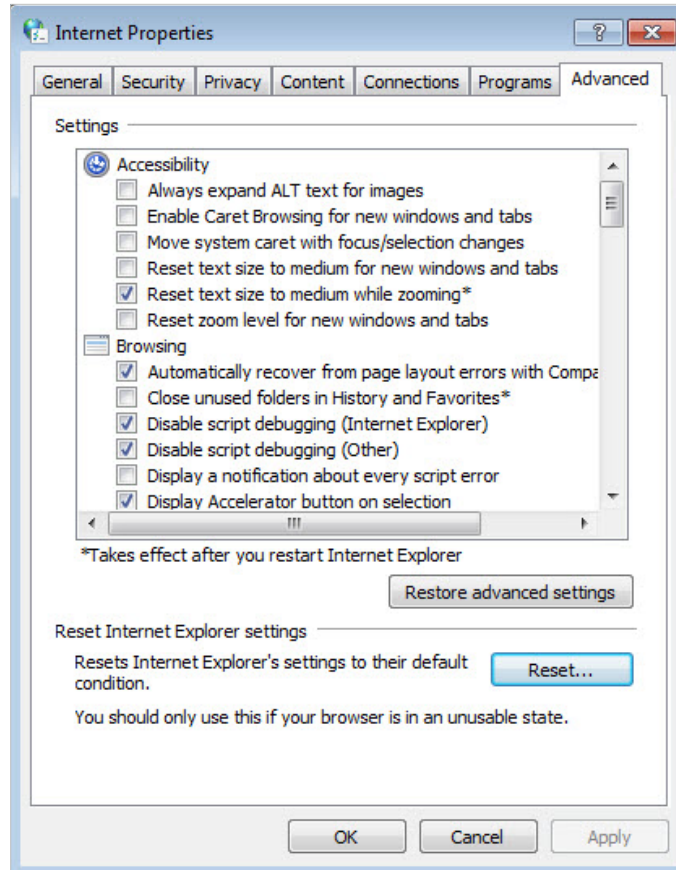 Internet Properties
General Security Privacy Content Connections Programs Advanced
Settings
Accessibility
Always expand ALT text for images
Enable Caret Browsing for new windows and tabs
Move system caret with focus/selection changes
Reset text size to medium for new windows and tabs
Reset text size to medium while zooming*
Reset zoom level for new windows and tabs
Browsing
Automatically recover from page layout errors with Compa
Close unused folders in History and Favorites*
Disable script debugging (Internet Explorer)
Disable script debugging (Other)
Display a notification about every script error
Display Accelerator button on selection
*Takes effect after you restart Internet Explorer
Restore advanced settings
Reset Internet Explorer settings
Resets Internet Explorer's settings to their default
condition.
Reset...
You should only use this if your browser is in an unusable state.
OK Cancel Apply